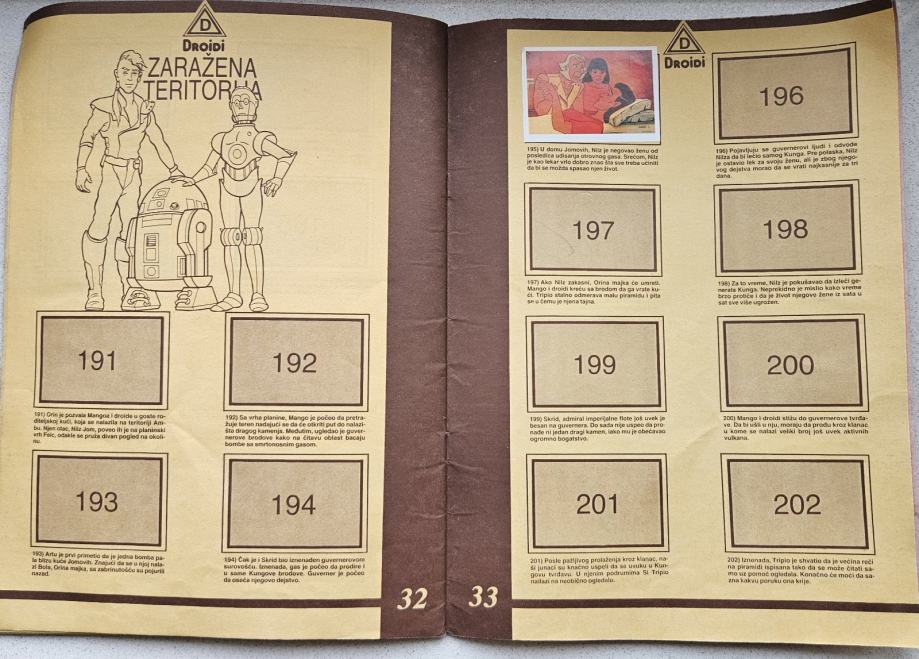 D
Droidi
ZARAŽENA
TERITORIJA
191
192
191) Orin je pozvala Mangoa i droide u goste ro-
diteljskoj kući, koja se nalazila na teritoriji Am-
bu. Njen otac, Nilz Jom, poveo ih je na planinski
vrh Feic, odakle se pruža divan pogled na okoli-
nu.
192) Sa vrha planine, Mango je počeo da pretra-
žuje teren nadajući se da će otkriti put do nalazi-
šta dragog kamenja. Međutim, ugledao je guver-
nerove brodove kako na čitavu oblast bacaju
bombe sa smrtonosnim gasom.
193
194
193) Artu je prvi primetio da je jedna bomba pa-
la blizu kuće Jomovih. Znajući da se u njoj nala-
zi Bola, Orina majka, sa zabrinutošću su pojurili
nazad.
194) Čak je i Skrid bio iznenađen guvernerovom
surovošću. Iznenada, gas je počeo da prodire i
u same Kungove brodove. Guverner je počeo
da oseća njegovo dejstvo.
32
D
Droidi
196
195) U domu Jomovih, Nilz je negovao ženu od
posledica udisanja otrovnog gasa. Srećom, Nilz
je kao lekar vrlo dobro znao šta sve treba učiniti
da bi se možda spasao njen život.
196) Pojavljuju se guvernerovi ljudi i odvode
Nilza da bi lečio samog Kunga. Pre polaska, Nilz
je ostavio lek za svoju ženu, ali je zbog njego-
vog dejstva morao da se vrati najkasnije za tri
dana.
197
198
197) Ako Nilz zakasni, Orina majka će umreti.
Mango i droidi kreću sa brodom da ga vrate ku-
ći. Tripio stalno odmerava malu piramidu i pita
se u čemu je njena tajna.
198) Za to vreme, Nilz je pokušavao da izleči ge-
nerata Kunga. Neprekidno je mislio kako vreme
brzo protiče i da je život njegove žene iz sata u
sat sve više ugrožen.
199
200
199) Skrid, admiral imperijalne flote još uvek je
besan na guvernera. Do sada nije uspeo da pro-
nađe ni jedan dragi kamen, iako mu je obećavao
ogromno bogatstvo.
200) Mango i droidi stižu do guvernerove tvrđa-
ve. Da bi ušli u nju, moraju da prođu kroz klanac
u kome se nalazi veliki broj još uvek aktivnih
vulkana.
201
202
201) Posle pažljivog prolaženja kroz klanac, na-
ši junaci su konačno uspeli da se uvuku u Kun-
govu tvrđavu. U njenim podrumima Si Tripio
nailazi na neobično ogledalo.
202) Iznenada, Tripio je shvatio da je većina reči
na piramidi ispisana tako da se može čitati sa-
mo uz pomoć ogledala. Konačno će moći da sa-
zna kakvu poruku ona krije.
33